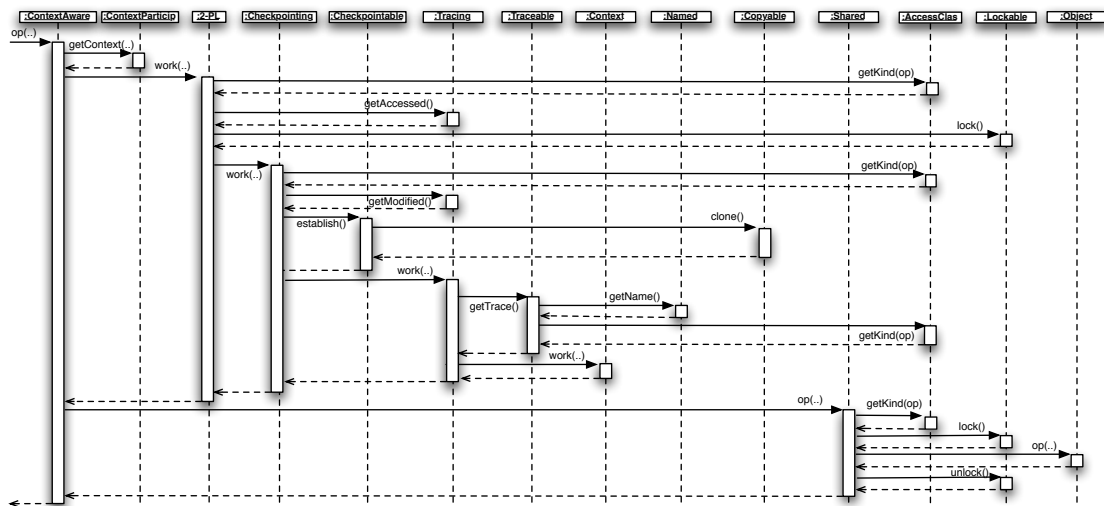 :ContextAware :ContextParticip :2-PL :Checkpointing :Checkpointable :Tracing :Traceable :Context :Named :Copyable :Shared :AccessClas :Lockable :Object
op(..)
getContext(..)
work(..)
getKind(op)
getAccessed()
lock()
work(..)
getKind(op)
getModified()
establish()
clone()
work(..)
getTrace()
getName()
getKind(op)
work(..)
op(..)
getKind(op)
lock()
op(..)
unlock()